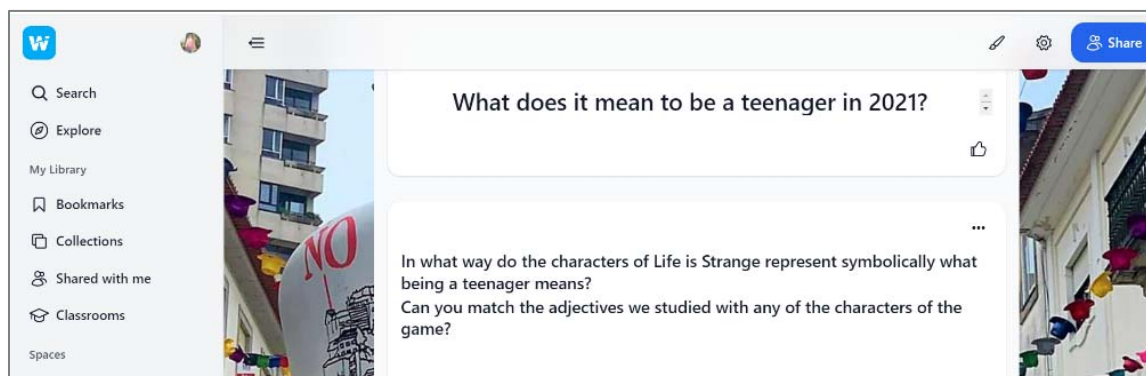 W
Share
Search
What does it mean to be a teenager in 2021?
Explore
My Library
Bookmarks
Collections
NO
In what way do the characters of Life is Strange represent symbolically what
being a teenager means?
Shared with me
Can you match the adjectives we studied with any of the characters of the
game?
Classrooms
Spaces